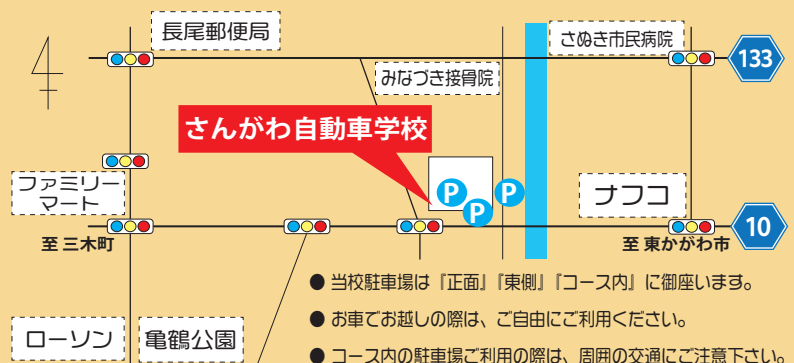 長尾郵便局
さぬき市民病院
133
みなづき接骨院
さんがわ自動車学校
ファミリー
マート
P
P
P
ナフコ
10
至 三木町
至 東かがわ市
● 当校駐車場は『正面』『東側』『コース内』に御座います。
● お車でお越しの際は、ご自由にご利用ください。
ローソン
亀鶴公園
● コース内の駐車場ご利用の際は、周囲の交通にご注意下さい。